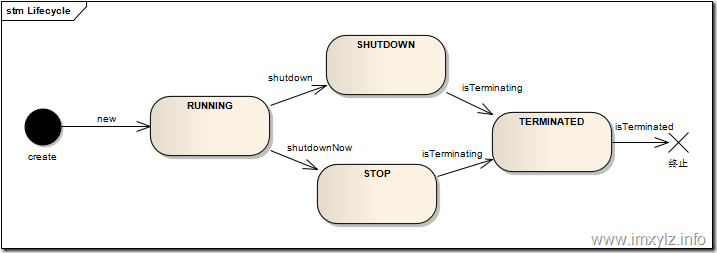 stm Lifecycle
SHUTDOWN
shutdown
isTerminating
RUNNING
new
TERMINATED
isTerminated
create
shutdownNow
isTerminating
终止
STOP
www.imxylz.info